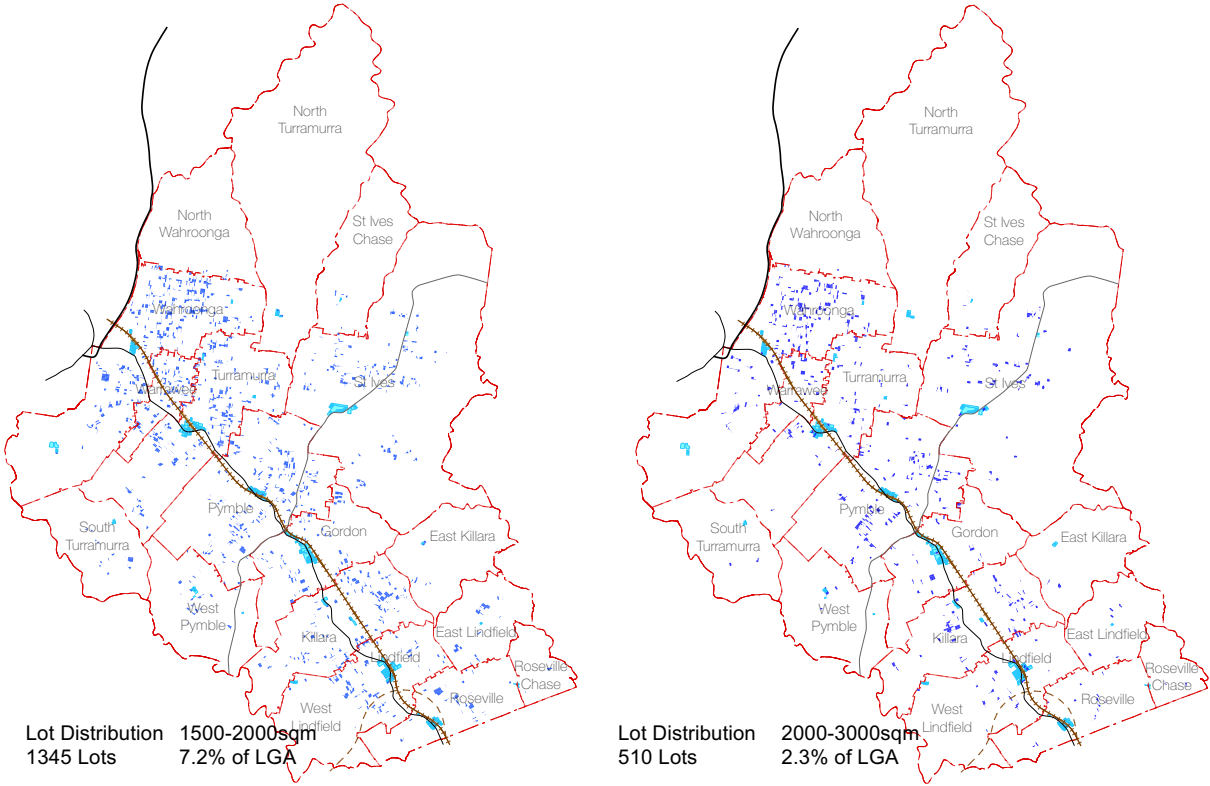 North
Turramurra
North
Wahroonga
St Ives
Chase
Wahroonga
Turramurra
Warrawee
St Ives
South
Turramurra
Pymble
Gordon
East Killara
West
Pymble
Killara
East Lindfield
Lindfield
Roseville
Chase
Roseville
West
Lindfield
Lot Distribution 1500-2000sqm
1345 Lots 7.2% of LGA
North
Turramurra
North
Wahroonga
St Ives
Chase
Wahroonga
Turramurra
Warrawee
St Ives
South
Turramurra
Pymble
Gordon
East Killara
West
Pymble
Killara
East Lindfield
Lindfield
Roseville
Chase
Roseville
West
Lindfield
Lot Distribution 2000-3000sqm
510 Lots 2.3% of LGA